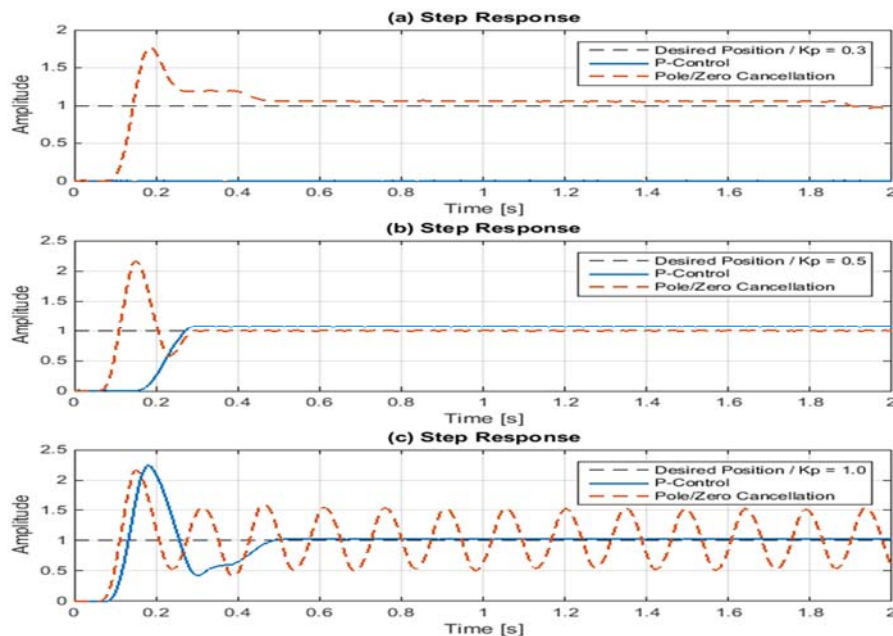 (a) Step Response
2
1.5
1
0.5
0
Amplitude
Desired Position / Kp = 0.3
P-Control
Pole/Zero Cancellation
0 0.2 0.4 0.6 0.8 1 1.2 1.4 1.6 1.8 2
Time [s]
(b) Step Response
2.5
2
1.5
1
0.5
0
Amplitude
Desired Position / Kp = 0.5
P-Control
Pole/Zero Cancellation
0 0.2 0.4 0.6 0.8 1 1.2 1.4 1.6 1.8 2
Time [s]
(c) Step Response
2.5
2
1.5
1
0.5
0
Amplitude
Desired Position / Kp = 1.0
P-Control
Pole/Zero Cancellation
0 0.2 0.4 0.6 0.8 1 1.2 1.4 1.6 1.8 2
Time [s]